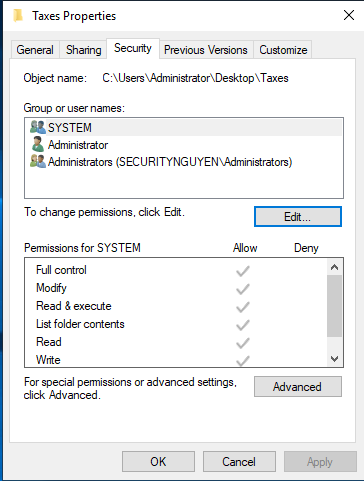 Taxes Properties
General Sharing Security Previous Versions Customize
Object name: C:\Users\Administrator\Desktop\Taxes
Group or user names:
SYSTEM
Administrator
Administrators (SECURITYNGUYEN\Administrators)
To change permissions, click Edit. Edit...
Permissions for SYSTEM Allow Deny
Full control
Modify
Read & execute
List folder contents
Read
Write
For special permissions or advanced settings,
click Advanced. Advanced
OK Cancel Apply